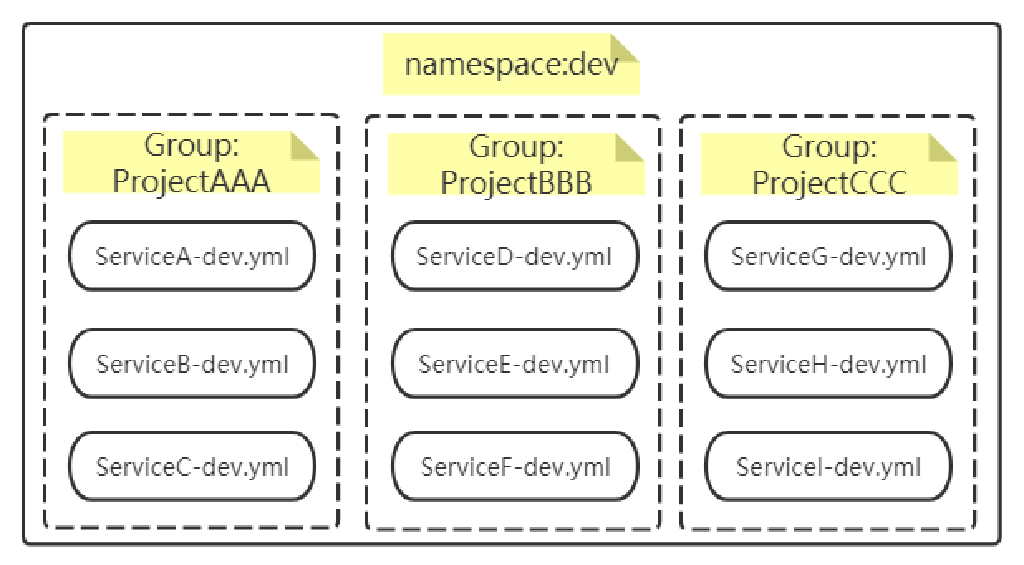 namespace:dev
Group:
ProjectAAA
ServiceA-dev.yml
ServiceB-dev.yml
ServiceC-dev.yml
Group:
ProjectBBB
ServiceD-dev.yml
ServiceE-dev.yml
ServiceF-dev.yml
Group:
ProjectCCC
ServiceG-dev.yml
ServiceH-dev.yml
ServiceI-dev.yml